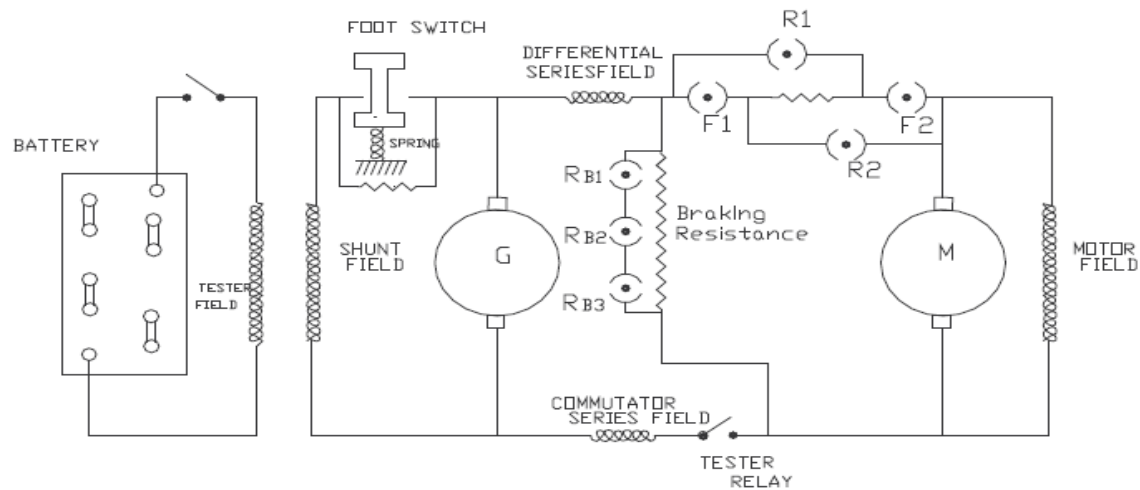 FOOT SWITCH
R1
DIFFERENTIAL
SERIESFIELD
F1
F2
BATTERY
SPRING
R2
RB1
RB2
RB3
Braking
Resistance
SHUNT
FIELD
G
M
MOTOR
FIELD
TESTER
FIELD
COMMUTATOR
SERIES FIELD
TESTER
RELAY